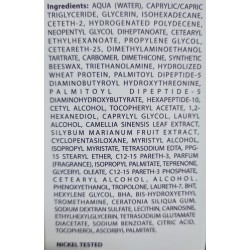 Ingredients: AQUA (WATER), CAPRYLIC/CAPRIC
TRIGLYCERIDE, GLYCERIN, ISOHEXADECANE,
CETETH-2, HYDROGENATED POLYDECENE,
NEOPENTYL GLYCOL DIHEPTANOATE, CETEARYL
ETHYLHEXANOATE, PROPYLENE GLYCOL,
CETEARETH-25, DIMETHYLAMINOETHANOL
TARTRATE, CARBOMER, DIMETHICONE, SYNTHETIC
BEESWAX, TRIETHANOLAMINE, HYDROLYZED
WHEAT PROTEIN, PALMITOYL DIPEPTIDE-5
DIAMINOBUTYROYL HYDROXYTHREONINE,
PALMITOYL DIPEPTIDE-5
DIAMINOHYDROXYBUTYRATE, HEXAPEPTIDE-10,
CETYL ALCOHOL, TOCOPHERYL ACETATE, 1,2-
HEXANEDIOL, CAPRYLYL GLYCOL, LAURYL
ALCOHOL, CAMELLIA SINENSIS LEAF EXTRACT,
SILYBUM MARIANUM FRUIT EXTRACT,
CYCLOPENTASILOXANE, MYRISTYL ALCOHOL,
ISOPROPYL MYRISTATE, TETRASODIUM EDTA, PPG-
15 STEARYL ETHER, C12-15 PARETH-3, PARFUM
(FRAGRANCE), ISOPROPYL PALMITATE, TEPRENONE,
GLYCERYL OLEATE, C12-15 PARETH-3 PHOSPHATE,
CETEARYL ALCOHOL, ALCOHOL,
PHENOXYETHANOL, TROPOLONE, LAURETH-7, BHT,
HEXYLENE GLYCOL, BHA, BIS-HYDROXYETHYL
TROMETHAMINE, CERATONIA SILIQUA GUM,
SODIUM DEXTRAN SULFATE, LECITHIN, CARNOSINE,
ETHYLHEXYLGLYCERIN, TETRASODIUM GLUTAMATE
DIACETATE, SODIUM BENZOATE, CITRIC ACID,
TOCOPHEROL, ASCORBYL PALMITATE.
NICKEL TESTED